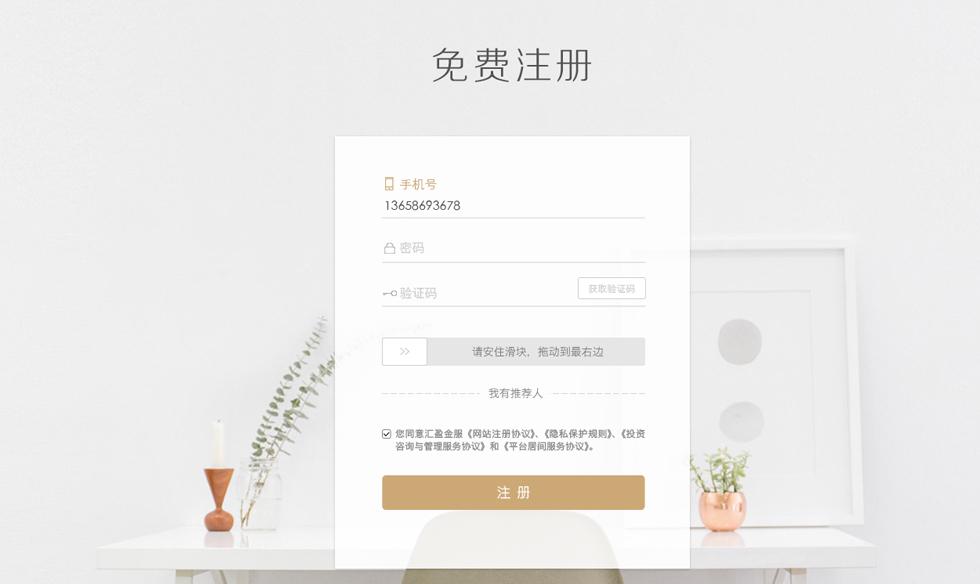 免费注册
手机号
13658693678
密码
验证码 获取验证码
>> 请安住滑块，拖动到最右边
我有推荐人
您同意汇盈金服《网站注册协议》、《隐私保护规则》、《投资
咨询与管理服务协议》和《平台居间服务协议》。
注 册